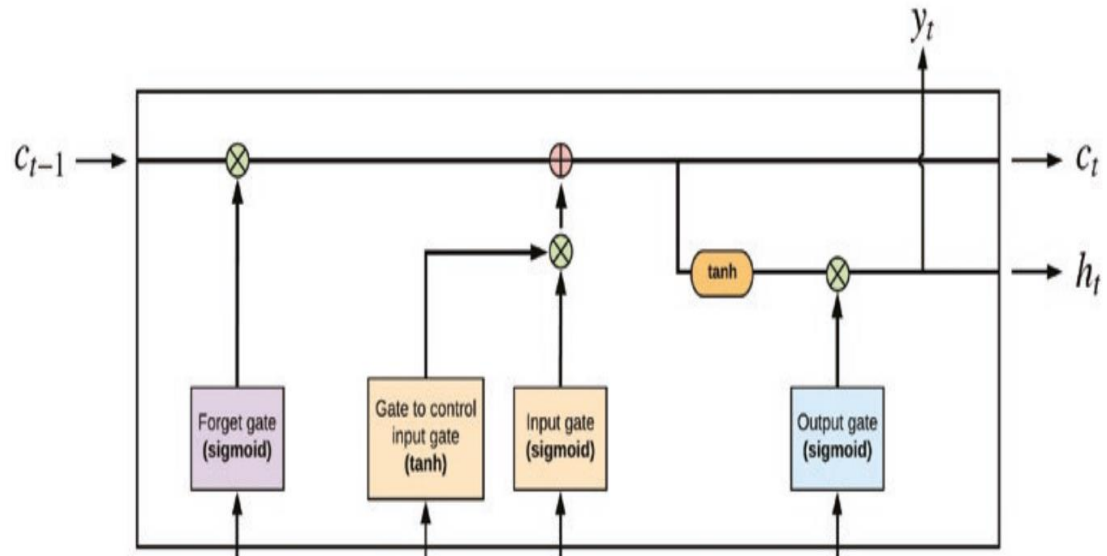 y_t
c_{t-1}
c_t
tanh
h_t
Forget gate
(sigmoid)
Gate to control
input gate
(tanh)
Input gate
(sigmoid)
Output gate
(sigmoid)